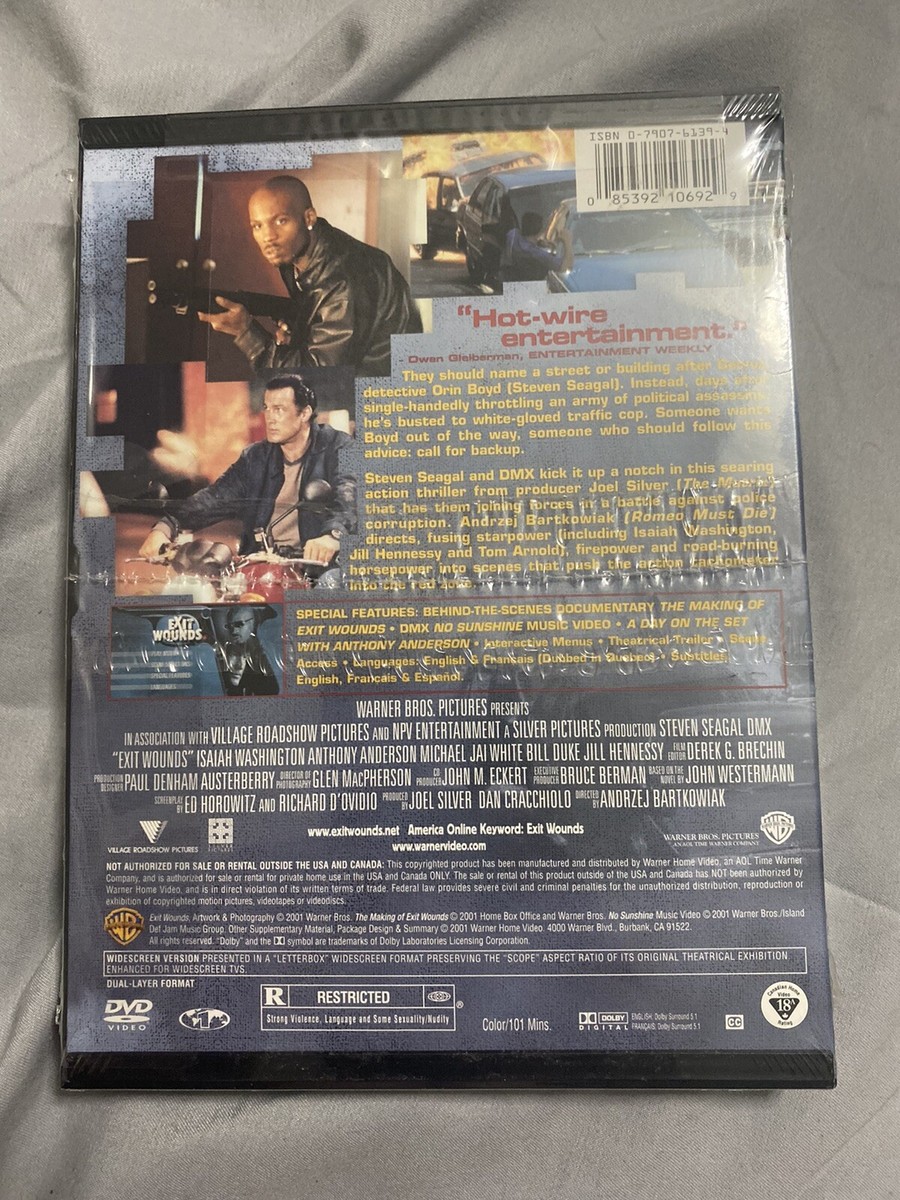 ISBN 0-7907-6139-4
0 85392 10692 9
"Hot-wire
entertainment."
- Owen Gleiberman, ENTERTAINMENT WEEKLY
They should name a street or building after
detective Orin Boyd (Steven Seagal). Instead, days after
single-handedly throttling an army of political assassins,
he's busted to white-gloved traffic cop. Someone wants
Boyd out of the way, someone who should follow this
advice: call for backup.
Steven Seagal and DMX kick it up a notch in this searing
action thriller from producer Joel Silver (The Matrix)
that has them joining forces in a battle against police
corruption. Andrzej Bartkowiak (Romeo Must Die)
directs, fusing starpower (including Isaiah Washington,
Jill Hennessy and Tom Arnold), firepower and road-burning
horsepower into scenes that push the action tachometer
into the red zone.
EXIT
WOUNDS
SPECIAL FEATURES
LANGUAGES
SPECIAL FEATURES: BEHIND-THE-SCENES DOCUMENTARY THE MAKING OF
EXIT WOUNDS • DMX NO SUNSHINE MUSIC VIDEO • A DAY ON THE SET
WITH ANTHONY ANDERSON • Interactive Menus • Theatrical Trailer • Scene
Access • Languages: English & Français (Dubbed in Quebec) • Subtitles:
English, Français & Español.
WARNER BROS. PICTURES PRESENTS
IN ASSOCIATION WITH VILLAGE ROADSHOW PICTURES AND NPV ENTERTAINMENT A SILVER PICTURES PRODUCTION STEVEN SEAGAL DMX
"EXIT WOUNDS" ISAIAH WASHINGTON ANTHONY ANDERSON MICHAEL JAI WHITE BILL DUKE JILL HENNESSY FILM EDITOR DEREK G. BRECHIN
PRODUCTION DESIGNER PAUL DENHAM AUSTERBERRY DIRECTOR OF PHOTOGRAPHY GLEN MacPHERSON CO PRODUCER JOHN M. ECKERT EXECUTIVE PRODUCER BRUCE BERMAN BASED ON THE NOVEL BY JOHN WESTERMANN
SCREENPLAY BY ED HOROWITZ AND RICHARD D'OVIDIO PRODUCED BY JOEL SILVER DAN CRACCHIOLO DIRECTED BY ANDRZEJ BARTKOWIAK
VILLAGE ROADSHOW PICTURES
www.exitwounds.net America Online Keyword: Exit Wounds
www.warnervideo.com
WARNER BROS. PICTURES
AN AOL TIME WARNER COMPANY
NOT AUTHORIZED FOR SALE OR RENTAL OUTSIDE THE USA AND CANADA: This copyrighted product has been manufactured and distributed by Warner Home Video, an AOL Time Warner
Company, and is authorized for sale or rental for private home use in the USA and Canada ONLY. The sale or rental of this product outside of the USA and Canada has NOT been authorized by
Warner Home Video, and is in direct violation of its written terms of trade. Federal law provides severe civil and criminal penalties for the unauthorized distribution, reproduction or
exhibition of copyrighted motion pictures, videotapes or videodiscs.
Exit Wounds, Artwork & Photography © 2001 Warner Bros. The Making of Exit Wounds © 2001 Home Box Office and Warner Bros. No Sunshine Music Video © 2001 Warner Bros./Island
Def Jam Music Group. Other Supplementary Material, Package Design & Summary © 2001 Warner Home Video. 4000 Warner Blvd., Burbank, CA 91522.
All rights reserved. "Dolby" and the DD symbol are trademarks of Dolby Laboratories Licensing Corporation.
WIDESCREEN VERSION PRESENTED IN A "LETTERBOX" WIDESCREEN FORMAT PRESERVING THE "SCOPE" ASPECT RATIO OF ITS ORIGINAL THEATRICAL EXHIBITION
ENHANCED FOR WIDESCREEN TVS.
DUAL-LAYER FORMAT
DVD
VIDEO
1
R RESTRICTED ®
Strong Violence, Language and Some Sexuality/Nudity
Color/101 Mins.
DOLBY
DIGITAL
ENGLISH: Dolby Surround 5.1
FRANÇAIS: Dolby Surround 5.1
CC
Canadian Home
Video
18A
Rating